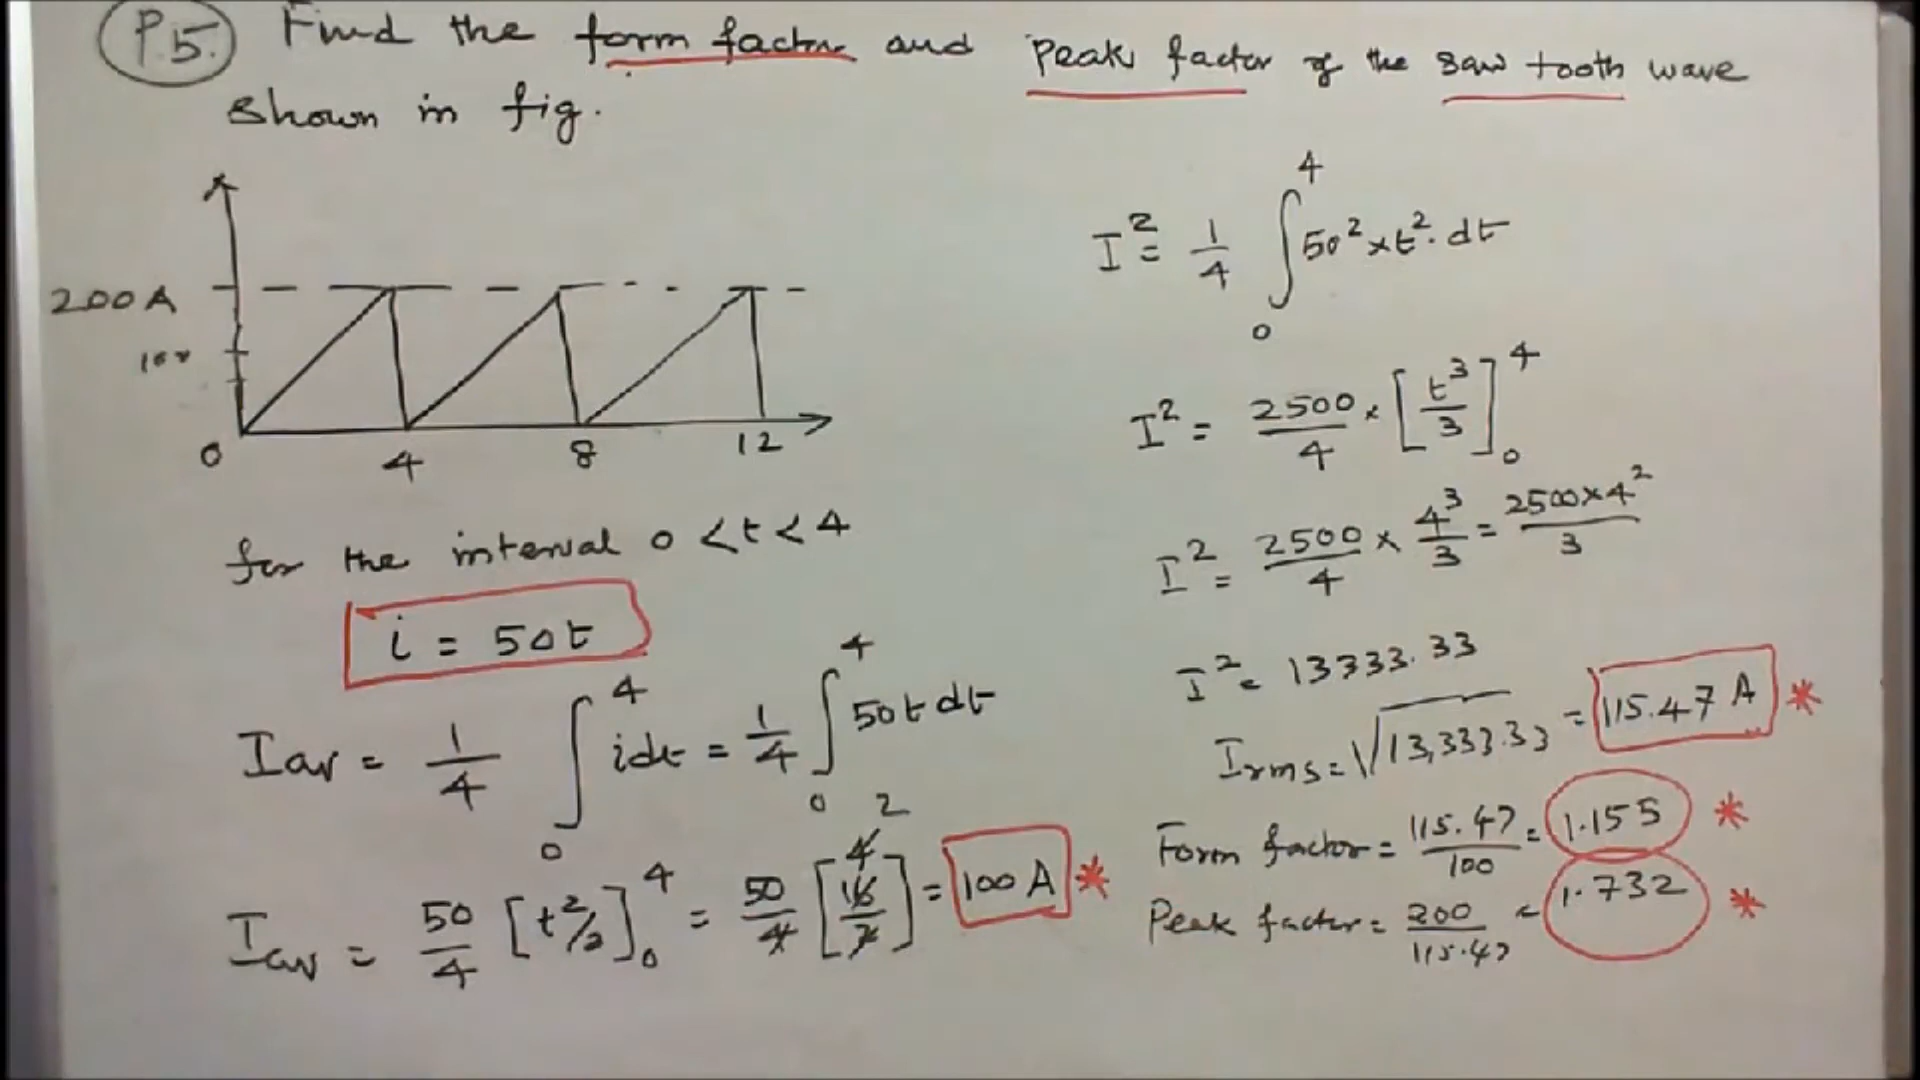 P.5. Find the form factor and Peak factor of the saw tooth wave
shown in fig.
200A
100
0 4 8 12
for the interval 0 < t < 4
i = 50t
Iav = 1/4 ∫₀⁴ i dt = 1/4 ∫₀⁴ 50t dt
Iav = 50/4 [t²/2]₀⁴ = 50/4 [16/2] 4 2 = 100 A *
I² = 1/4 ∫₀⁴ 50² × t². dt
I² = 2500/4 × [t³/3]₀⁴
I² = 2500/4 × 4³/3 = 2500×4²/3
I² = 13333.33
Irms = √13,333.33 = 115.47 A *
Form factor = 115.47/100 = 1.155 *
Peak factor = 200/115.47 = 1.732 *